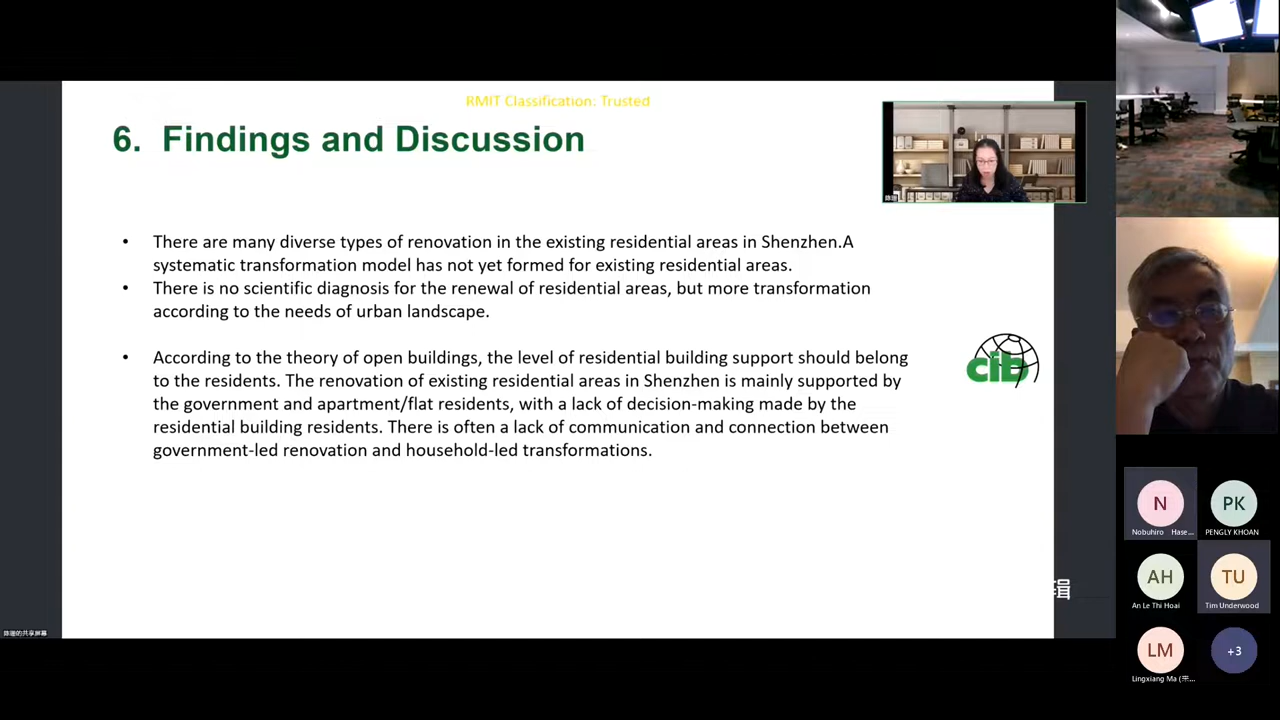 RMIT Classification: Trusted
6. Findings and Discussion
• There are many diverse types of renovation in the existing residential areas in Shenzhen.A
systematic transformation model has not yet formed for existing residential areas.
• There is no scientific diagnosis for the renewal of residential areas, but more transformation
according to the needs of urban landscape.
• According to the theory of open buildings, the level of residential building support should belong
to the residents. The renovation of existing residential areas in Shenzhen is mainly supported by
the government and apartment/flat residents, with a lack of decision-making made by the
residential building residents. There is often a lack of communication and connection between
government-led renovation and household-led transformations.
cib
辑
的共享屏幕
N
Nobuhiro Hase...
PK
PENGLY KHOAN
AH
An Le Thi Hoai
TU
Tim Underwood
LM
Lingxiang Ma (宋...
+3